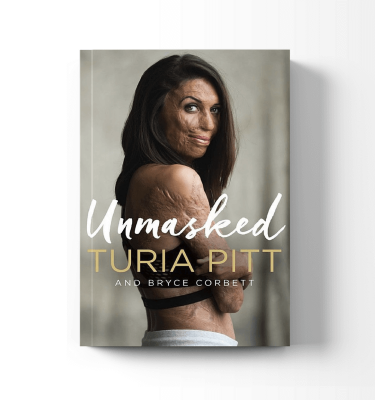 Unmasked
TURIA PITT
AND BRYCE CORBETT